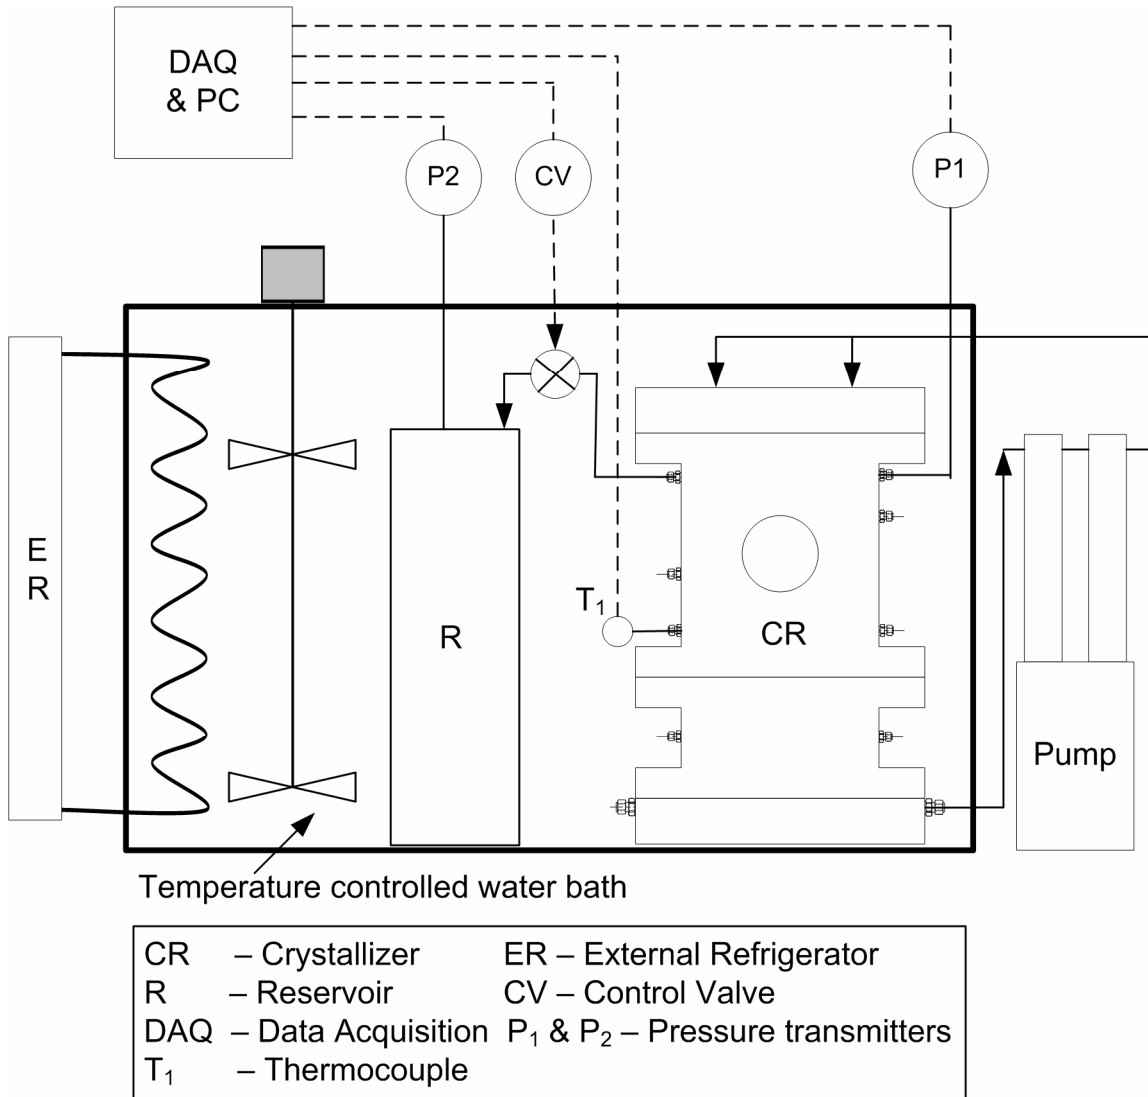 DAQ
& PC
P2
CV
P1
E
R
R
T₁
CR
Pump
Temperature controlled water bath
CR – Crystallizer ER – External Refrigerator
R – Reservoir CV – Control Valve
DAQ – Data Acquisition P₁ & P₂ – Pressure transmitters
T₁ – Thermocouple